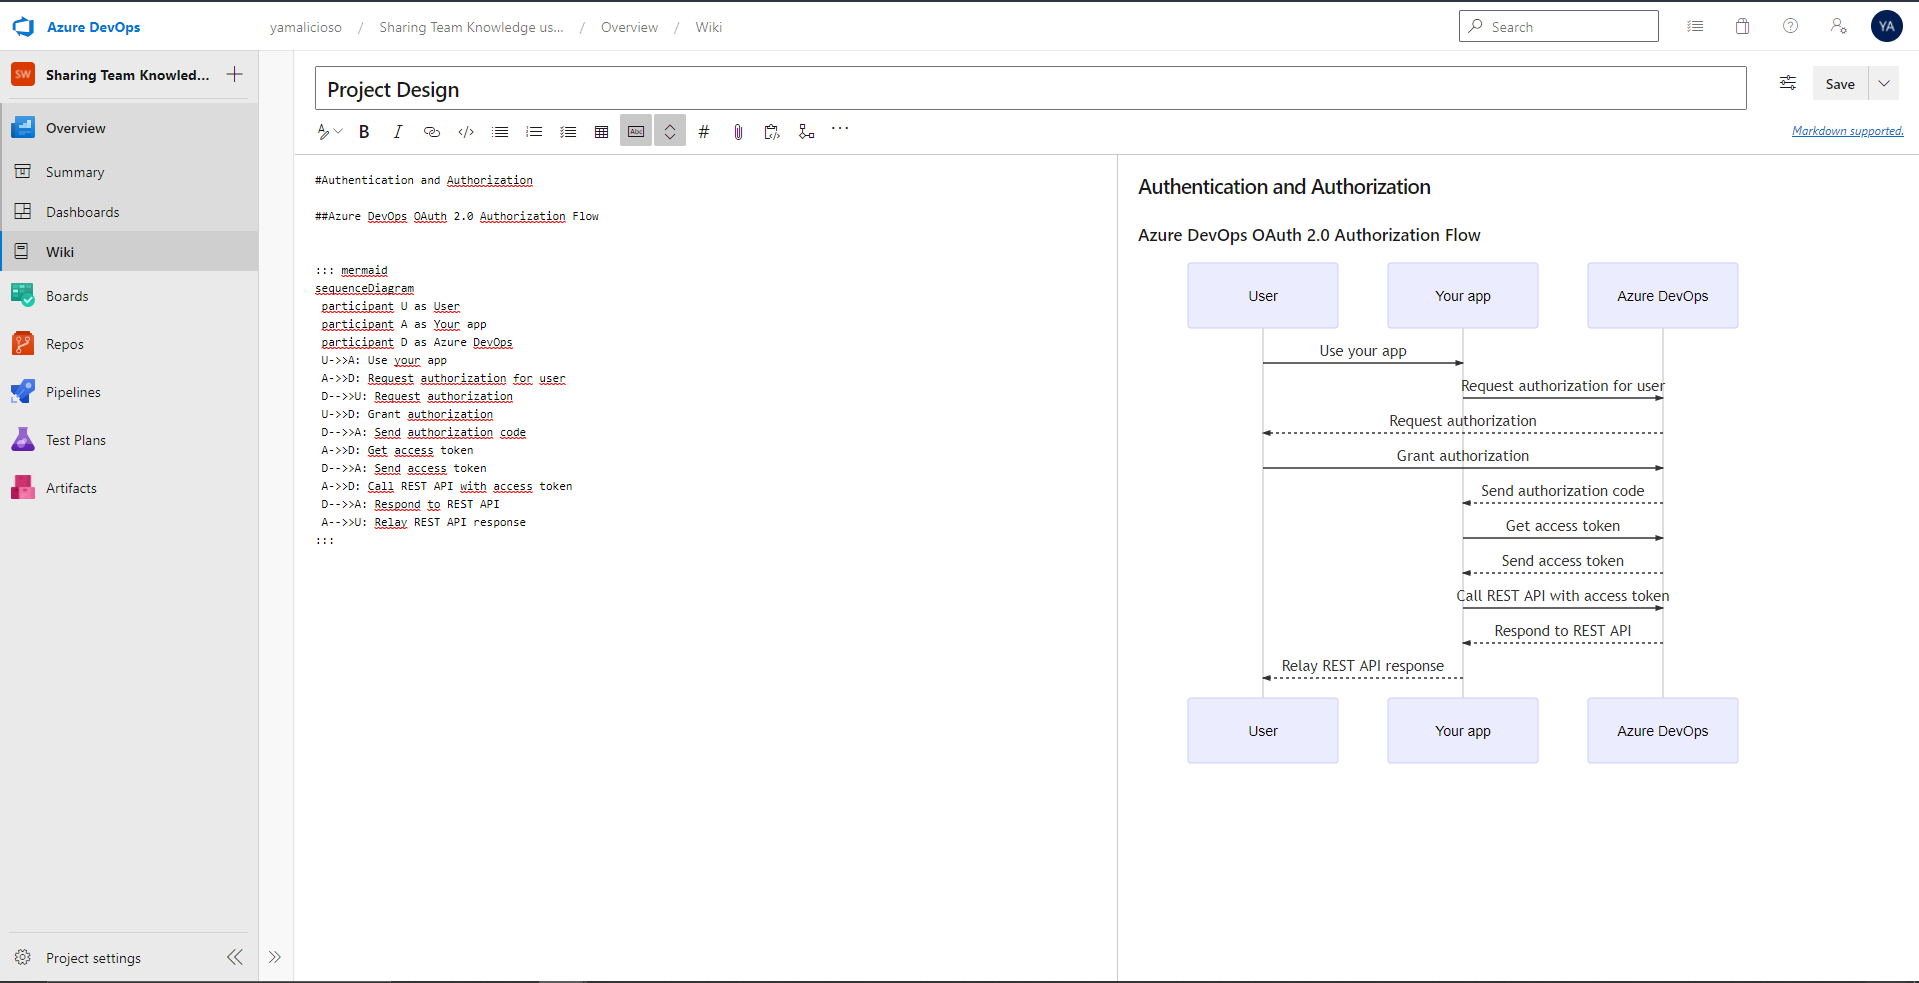 Azure DevOps
yamalicioso / Sharing Team Knowledge us... / Overview / Wiki
Search
YA
SW Sharing Team Knowled...
Overview
Summary
Dashboards
Wiki
Boards
Repos
Pipelines
Test Plans
Artifacts
Project settings
Project Design
Save
B I </> Abc # ...
Markdown supported.
#Authentication and Authorization
##Azure DevOps OAuth 2.0 Authorization Flow
::: mermaid
sequenceDiagram
participant U as User
participant A as Your app
participant D as Azure DevOps
U->>A: Use your app
A->>D: Request authorization for user
D-->>U: Request authorization
U->>D: Grant authorization
D-->>A: Send authorization code
A->>D: Get access token
D-->>A: Send access token
A->>D: Call REST API with access token
D-->>A: Respond to REST API
A-->>U: Relay REST API response
:::
Authentication and Authorization
Azure DevOps OAuth 2.0 Authorization Flow
User Your app Azure DevOps
Use your app
Request authorization for user
Request authorization
Grant authorization
Send authorization code
Get access token
Send access token
Call REST API with access token
Respond to REST API
Relay REST API response
User Your app Azure DevOps